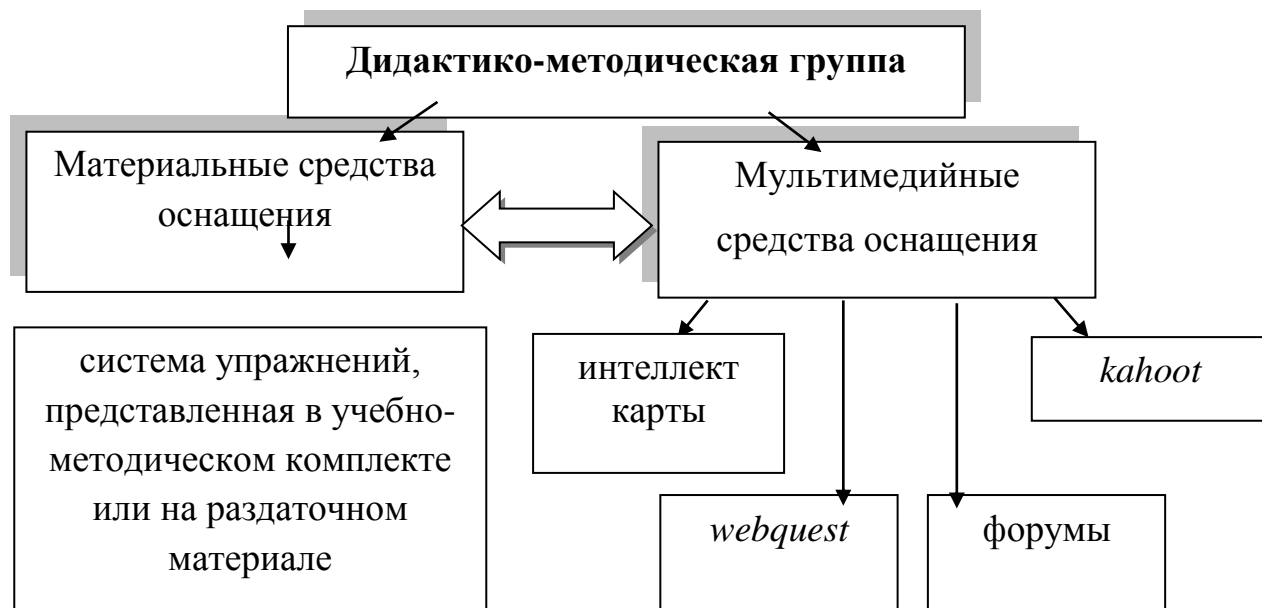 Дидактико-методическая группа
Материальные средства
оснащения
Мультимедийные
средства оснащения
система упражнений,
представленная в учебно-
методическом комплекте
или на раздаточном
материале
интеллект
карты
kahoot
webquest
форумы